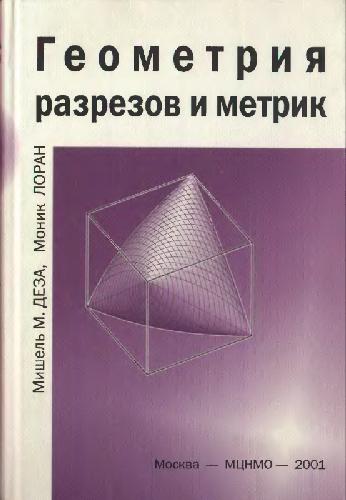 Геометрия
разрезов и метрик
Мишель М. ДЕЗА, Моник ЛОРАН
Москва — МЦНМО — 2001